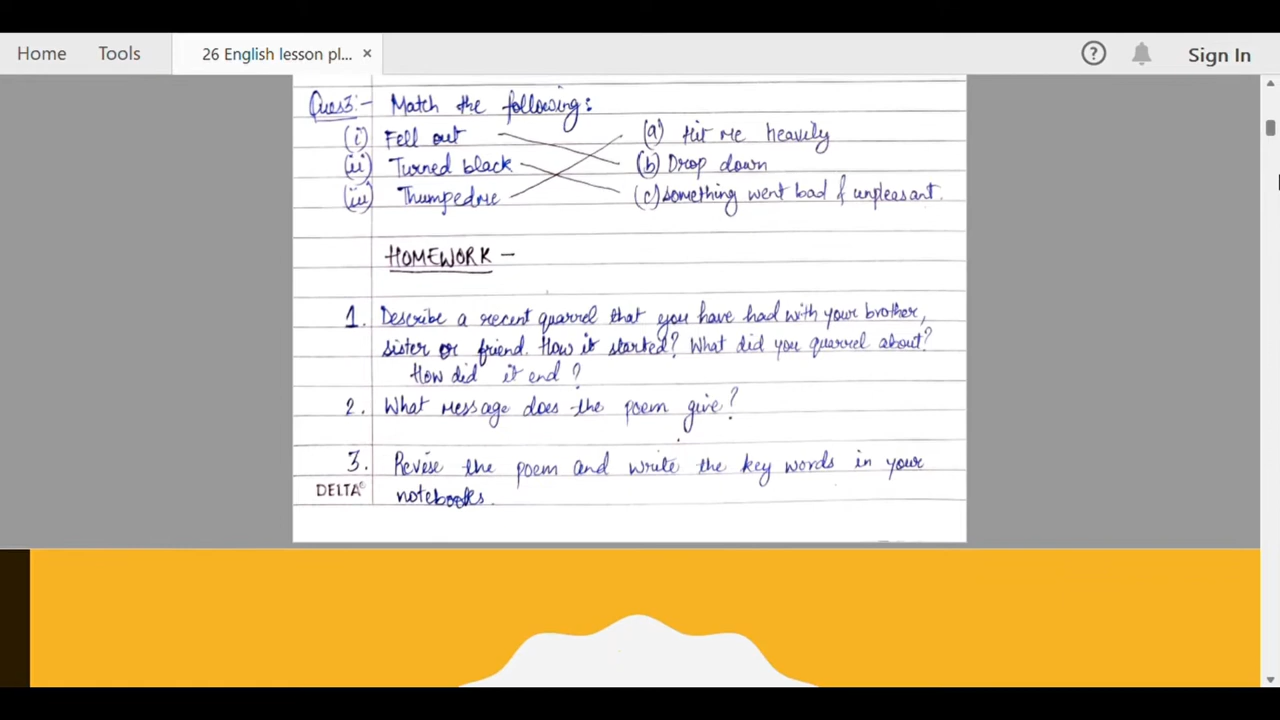 Home Tools 26 English lesson pl... × ? Sign In
Ques3:- Match the following:
(i) Fell out (a) Hit me heavily
(ii) Turned black (b) Drop down
(iii) Thumped me (c) something went bad & unpleasant.
HOMEWORK -
1. Describe a recent quarrel that you have had with your brother,
sister or friend. How it started? What did you quarrel about?
How did it end?
2. What message does the poem give?
3. Revise the poem and write the key words in your
DELTA notebooks.